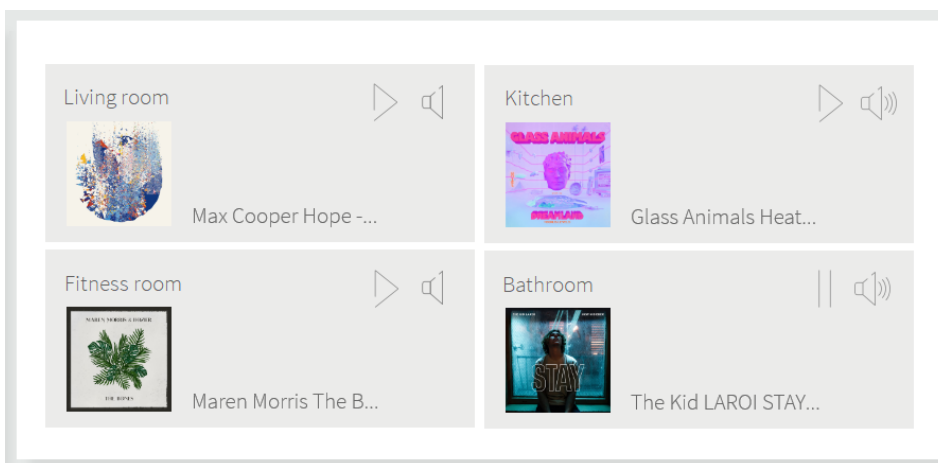 Living room
Max Cooper Hope -...
Kitchen
GLASS ANIMALS
DREAMLAND
Glass Animals Heat...
Fitness room
MAREN MORRIS
THE BONES
Maren Morris The B...
Bathroom
STAY
The Kid LAROI STAY...